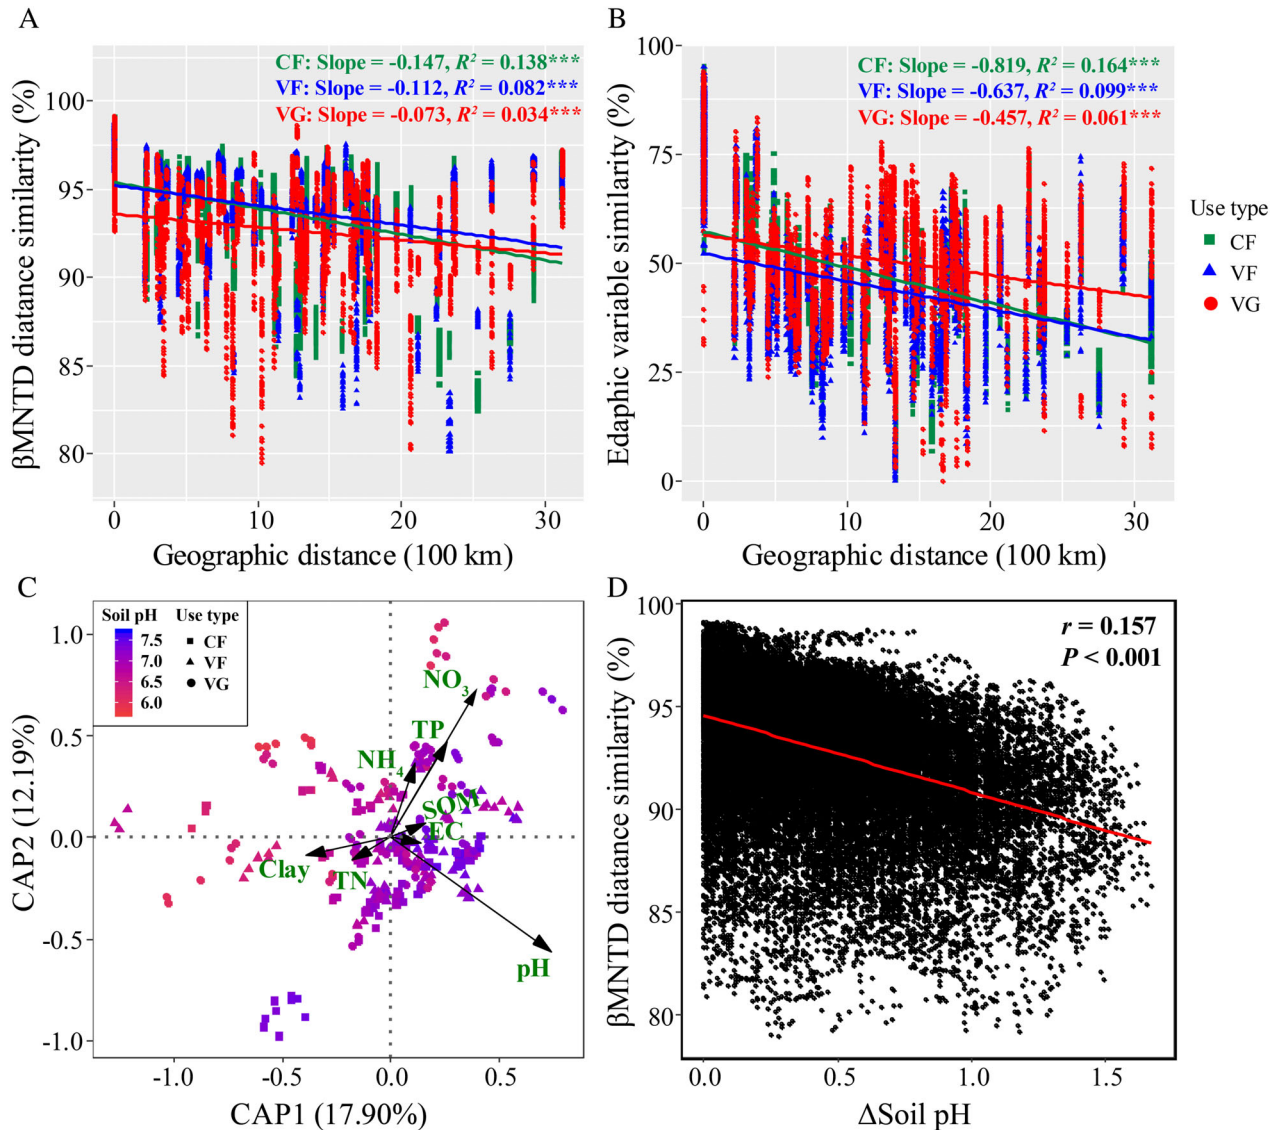 A
CF: Slope = -0.147, R² = 0.138***
VF: Slope = -0.112, R² = 0.082***
VG: Slope = -0.073, R² = 0.034***
βMNTD diatance similarity (%)
100
95
90
85
80
0 10 20 30
Geographic distance (100 km)
B
CF: Slope = -0.819, R² = 0.164***
VF: Slope = -0.637, R² = 0.099***
VG: Slope = -0.457, R² = 0.061***
Edaphic variable similarity (%)
100
75
50
25
0
0 10 20 30
Geographic distance (100 km)
Use type
CF
VF
VG
C
Soil pH
7.5
7.0
6.5
6.0
Use type
CF
VF
VG
CAP2 (12.19%)
1.0
0.5
0.0
-0.5
-1.0
NO₃
TP
NH₄
SOM
EC
Clay
TN
pH
-1.0 -0.5 0.0 0.5
CAP1 (17.90%)
D
r = 0.157
P < 0.001
βMNTD diatance similarity (%)
100
95
90
85
80
0.0 0.5 1.0 1.5
ΔSoil pH